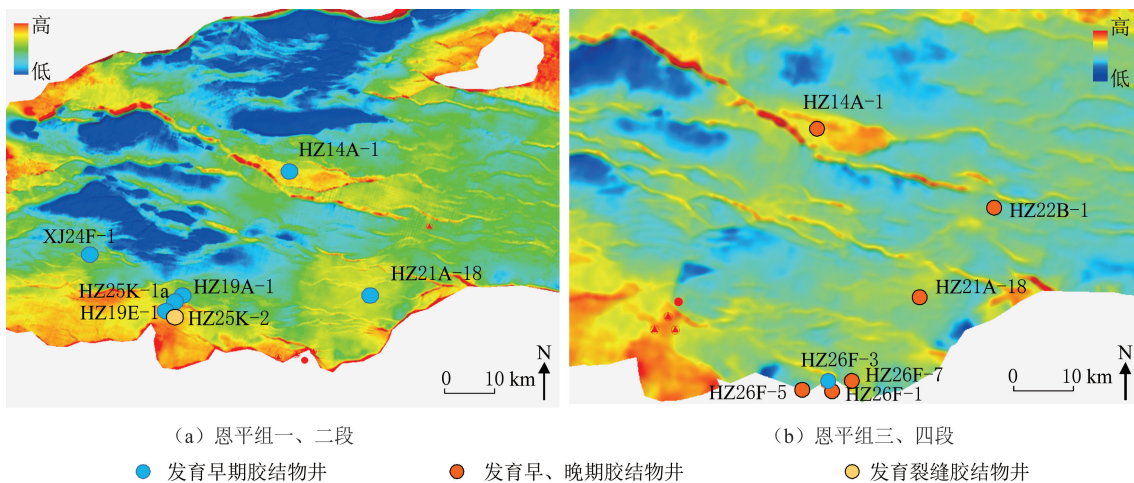 高
低
HZ14A-1
XJ24F-1
HZ25K-1a
HZ19A-1
HZ19E-1
HZ25K-2
HZ21A-18
0 10 km
N
(a) 恩平组一、二段
高
低
HZ14A-1
HZ22B-1
HZ21A-18
HZ26F-3
HZ26F-7
HZ26F-5
HZ26F-1
0 10 km
N
(b) 恩平组三、四段
发育早期胶结物井 发育早、晚期胶结物井 发育裂缝胶结物井